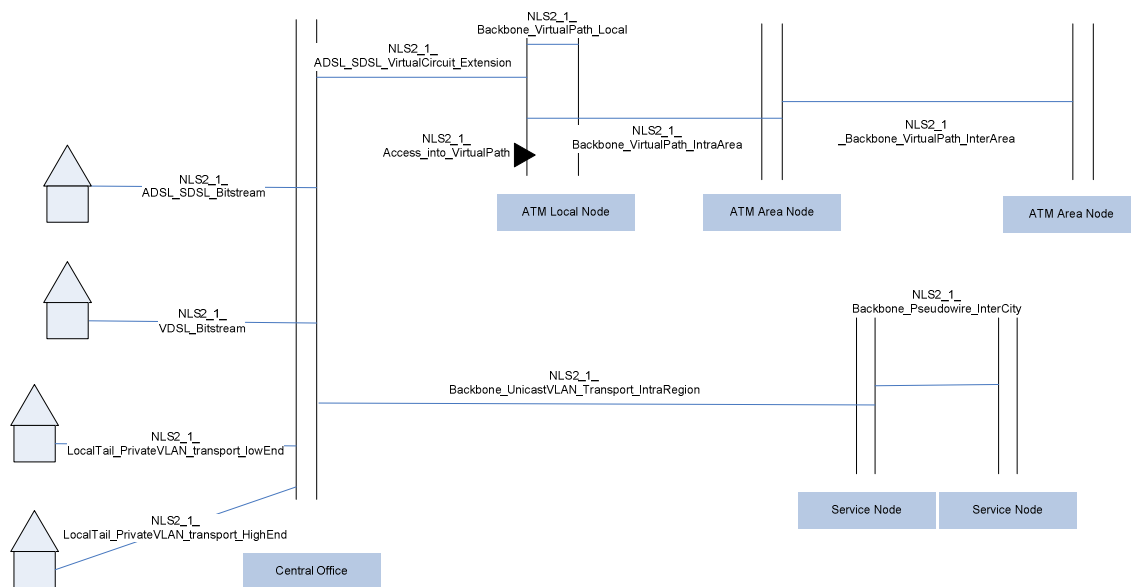 NLS2_1_
Backbone_VirtualPath_Local
NLS2_1_
ADSL_SDSL_VirtualCircuit_Extension
NLS2_1_
Access_into_VirtualPath
NLS2_1_
Backbone_VirtualPath_IntraArea
NLS2_1
_Backbone_VirtualPath_InterArea
NLS2_1_
ADSL_SDSL_Bitstream
ATM Local Node
ATM Area Node
ATM Area Node
NLS2_1_
VDSL_Bitstream
NLS2_1_
Backbone_Pseudowire_InterCity
NLS2_1_
Backbone_UnicastVLAN_Transport_IntraRegion
NLS2_1_
LocalTail_PrivateVLAN_transport_lowEnd
NLS2_1_
LocalTail_PrivateVLAN_transport_HighEnd
Service Node
Service Node
Central Office